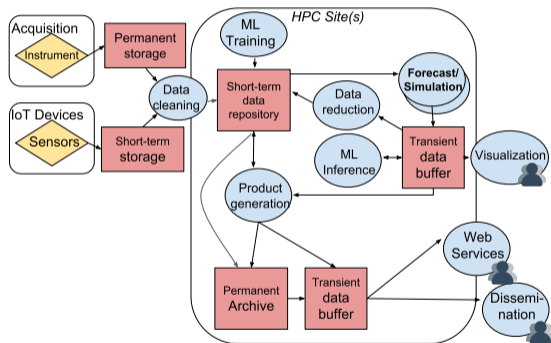 HPC Site(s)
Acquisition
Instrument
Permanent
storage
ML
Training
IoT Devices
Sensors
Short-term
storage
Data
cleaning
Short-term
data
repository
Data
reduction
Forecast/
Simulation
ML
Inference
Transient
data
buffer
Visualization
Product
generation
Permanent
Archive
Transient
data
buffer
Web
Services
Dissemi-
nation